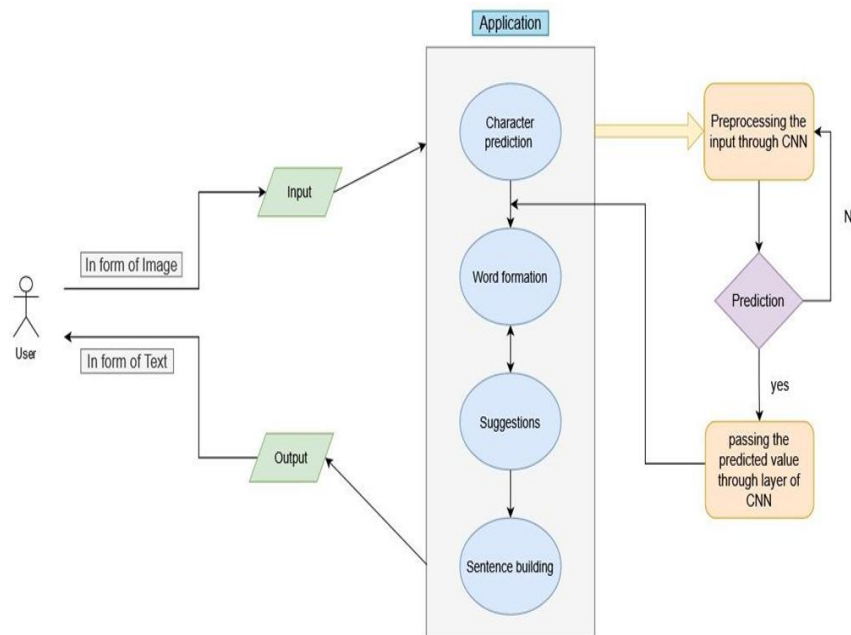 Application
Character
prediction
Preprocessing the
input through CNN
Input
N
In form of Image
Word formation
Prediction
User
In form of Text
yes
Suggestions
passing the
predicted value
through layer of
CNN
Output
Sentence building